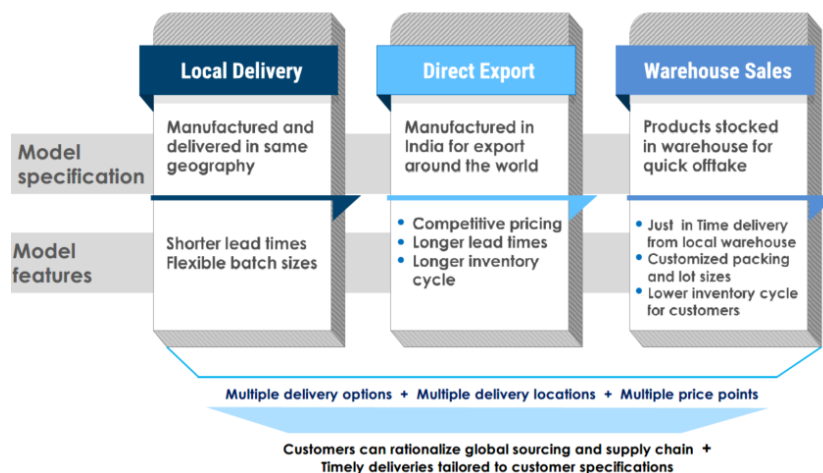 Local Delivery
Direct Export
Warehouse Sales
Model
specification
Manufactured and
delivered in same
geography
Manufactured in
India for export
around the world
Products stocked
in warehouse for
quick offtake
Model
features
Shorter lead times
Flexible batch sizes
• Competitive pricing
• Longer lead times
• Longer inventory
cycle
• Just in Time delivery
from local warehouse
• Customized packing
and lot sizes
• Lower inventory cycle
for customers
Multiple delivery options + Multiple delivery locations + Multiple price points
Customers can rationalize global sourcing and supply chain +
Timely deliveries tailored to customer specifications